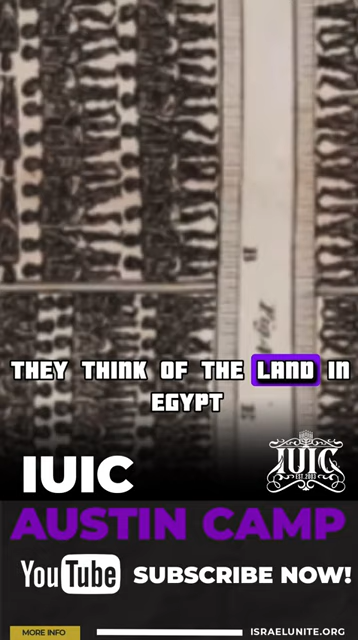 THEY THINK OF THE LAND IN
EGYPT
IUIC
IUIC
EST. 2003
AUSTIN CAMP
YouTube SUBSCRIBE NOW!
MORE INFO
ISRAELUNITE.ORG